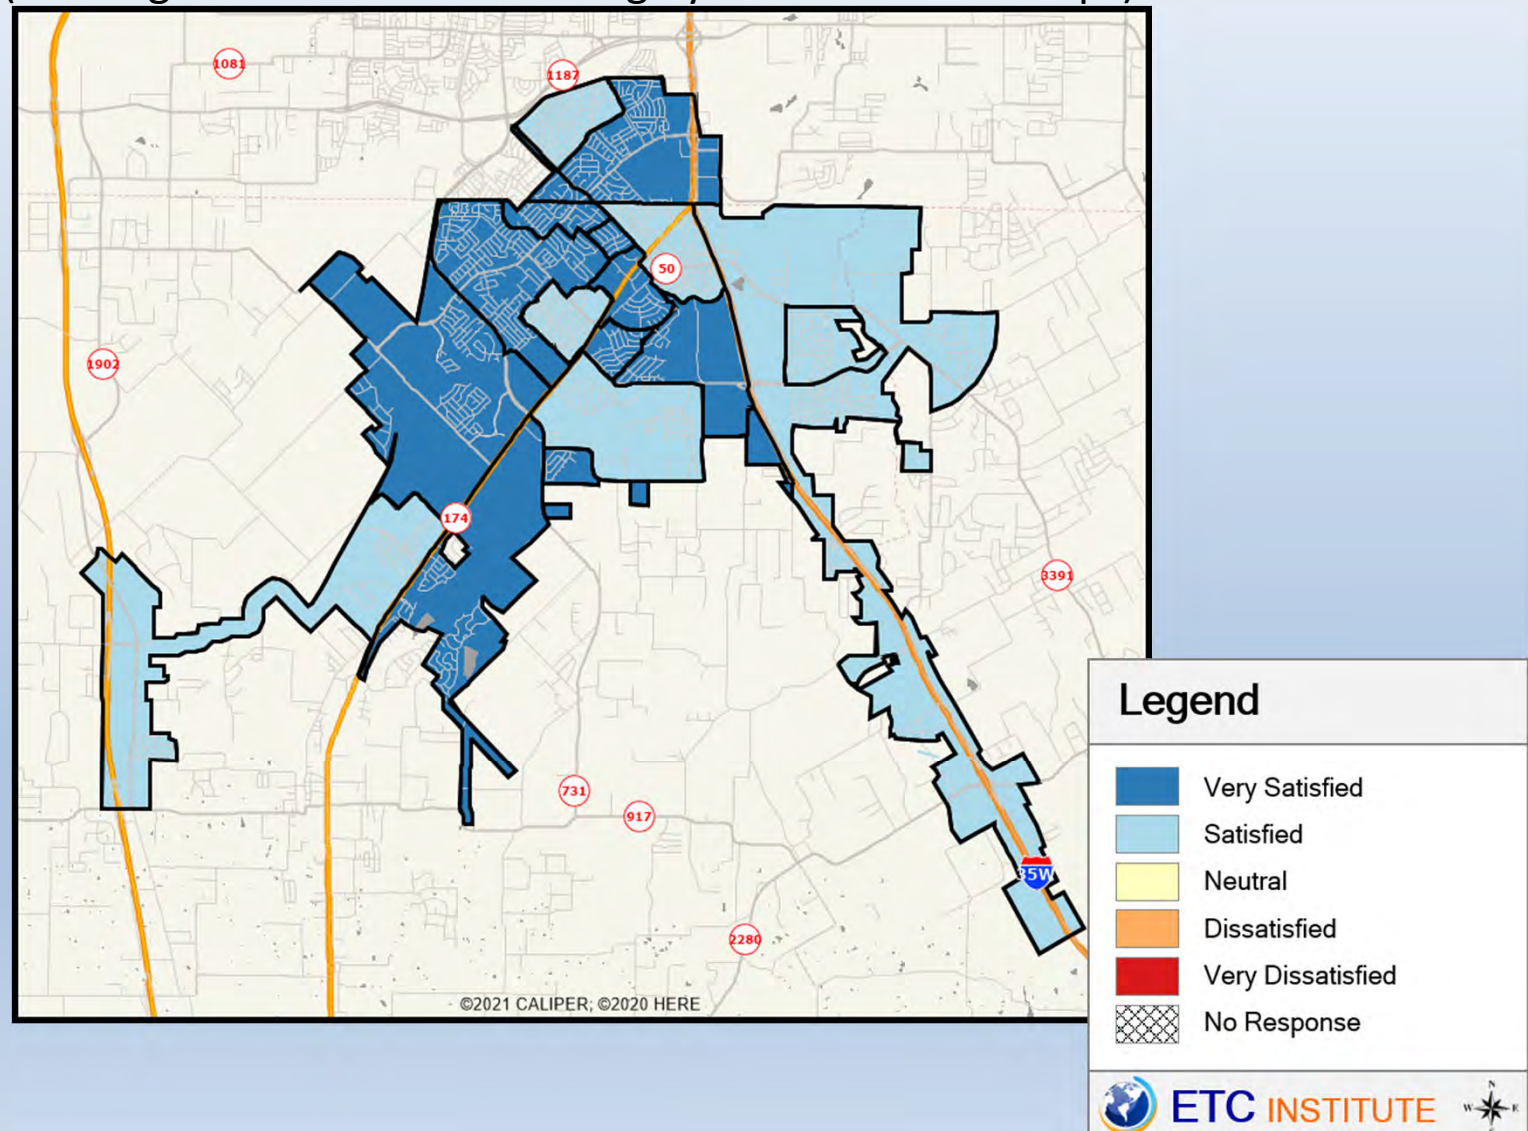 1081
1187
50
1902
174
3391
731
917
35W
2280
©2021 CALIPER; ©2020 HERE
Legend
Very Satisfied
Satisfied
Neutral
Dissatisfied
Very Dissatisfied
No Response
ETC INSTITUTE
N
W E